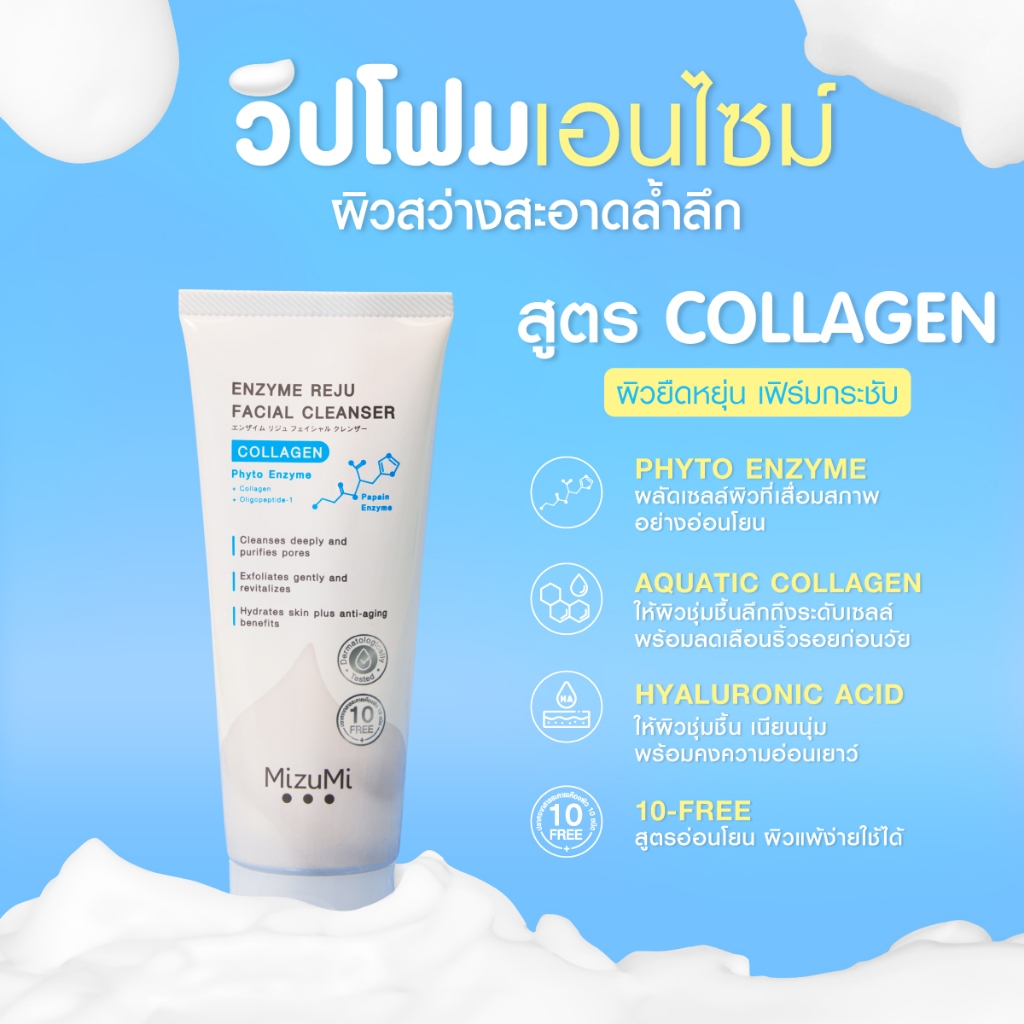 วิปโฟมเอนไซม์
ผิวสว่างสะอาดล้ำลึก
สูตร COLLAGEN
ผิวยืดหยุ่น เฟิร์มกระชับ
PHYTO ENZYME
ผลัดเซลล์ผิวที่เสื่อมสภาพ
อย่างอ่อนโยน
AQUATIC COLLAGEN
ให้ผิวชุ่มชื้นลึกถึงระดับเซลล์
พร้อมลดเลือนริ้วรอยก่อนวัย
HA
HYALURONIC ACID
ให้ผิวชุ่มชื้น เนียนนุ่ม
พร้อมคงความอ่อนเยาว์
10
FREE
10-FREE
สูตรอ่อนโยน ผิวแพ้ง่ายใช้ได้
ENZYME REJU
FACIAL CLEANSER
エンザイム リジュ フェイシャル クレンザー
COLLAGEN
Phyto Enzyme
+ Collagen
+ Oligopeptide-1
Papain
Enzyme
Cleanses deeply and
purifies pores
Exfoliates gently and
revitalizes
Hydrates skin plus anti-aging
benefits
Dermatologically
Tested
10
FREE
MizuMi